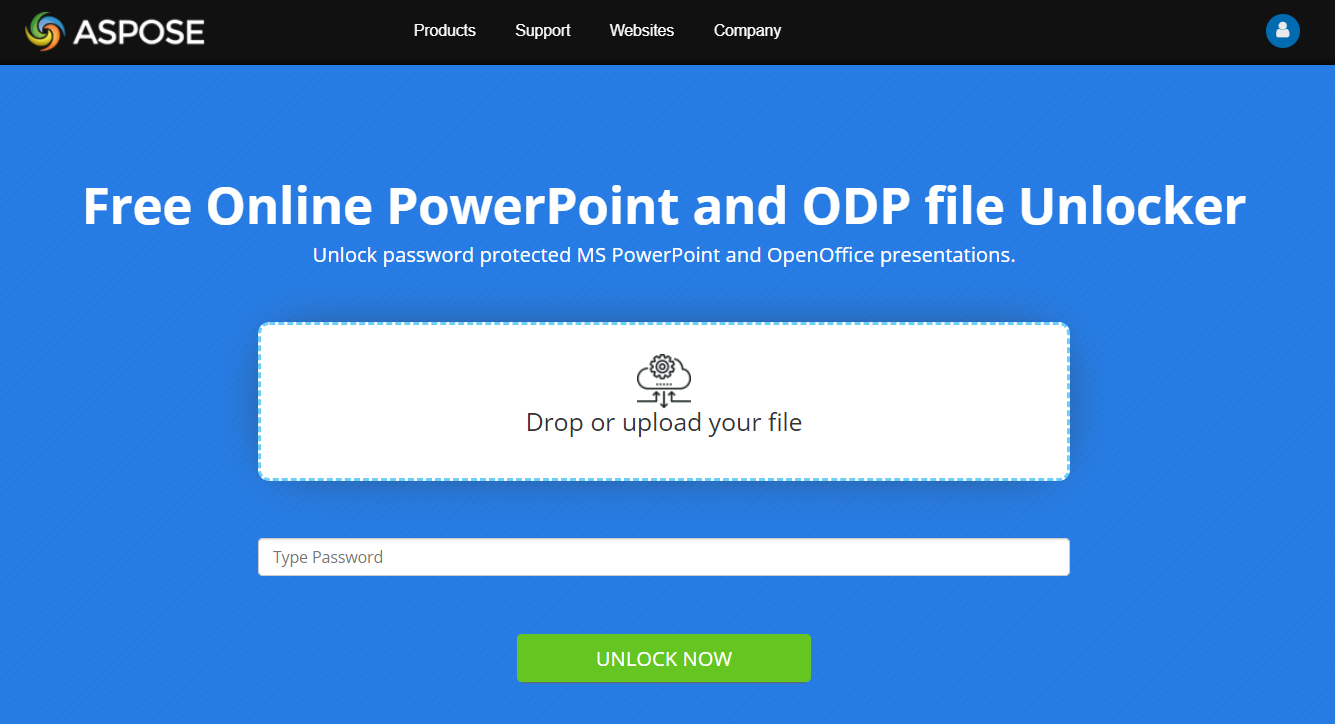 ASPOSE
Products Support Websites Company
Free Online PowerPoint and ODP file Unlocker
Unlock password protected MS PowerPoint and OpenOffice presentations.
Drop or upload your file
Type Password
UNLOCK NOW